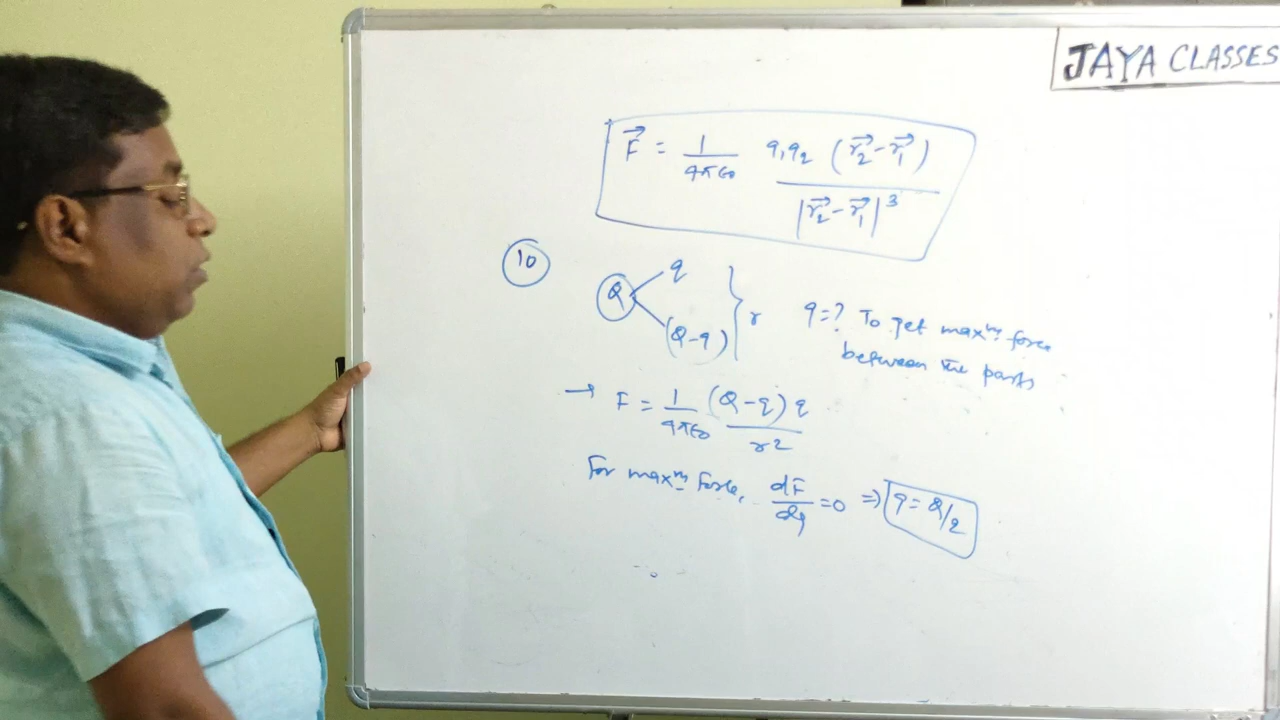 JAYA CLASSES
F⃗ = 1/4πε₀ q₁q₂ (r₂⃗ - r₁⃗) / |r₂⃗ - r₁⃗|³
10
Q q (Q-q) } r q=? To get maxᵐ force
between the parts
→ F = 1/4πε₀ (Q-q) q / r²
For maxᵐ force, dF/dq = 0 ⇒ q = Q/2